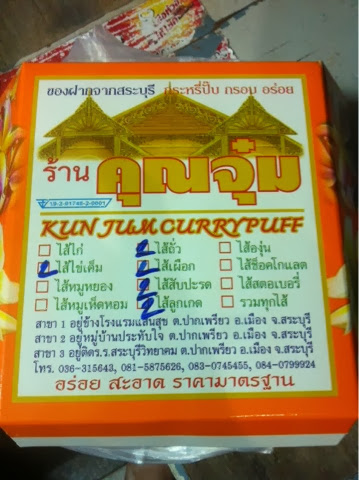 ของฝากจากสระบุรี กระหรี่ปั๊บ กรอบ อร่อย
ร้าน คุณจุ๋ม
19-2-01740-2-0001
KUN JUM CURRYPUFF
ไส้ไก่ ไส้ถั่ว ไส้องุ่น
ไส้ไข่เค็ม ไส้เผือก ไส้ช็อคโกแลต
ไส้หมูหยอง ไส้สับปะรด ไส้สตอเบอรี่
ไส้หมูเห็ดหอม ไส้ลูกเกด รวมทุกไส้
สาขา 1 อยู่ข้างโรงแรมแสนสุข ต.ปากเพรียว อ.เมือง จ.สระบุรี
สาขา 2 อยู่หมู่บ้านประทับใจ ต.ปากเพรียว อ.เมือง จ.สระบุรี
สาขา 3 อยู่ติดร.ร.สระบุรีวิทยาคม ต.ปากเพรียว อ.เมือง จ.สระบุรี
โทร. 036-315643, 081-5875626, 083-0745455, 084-0799924
อร่อย สะอาด ราคามาตรฐาน